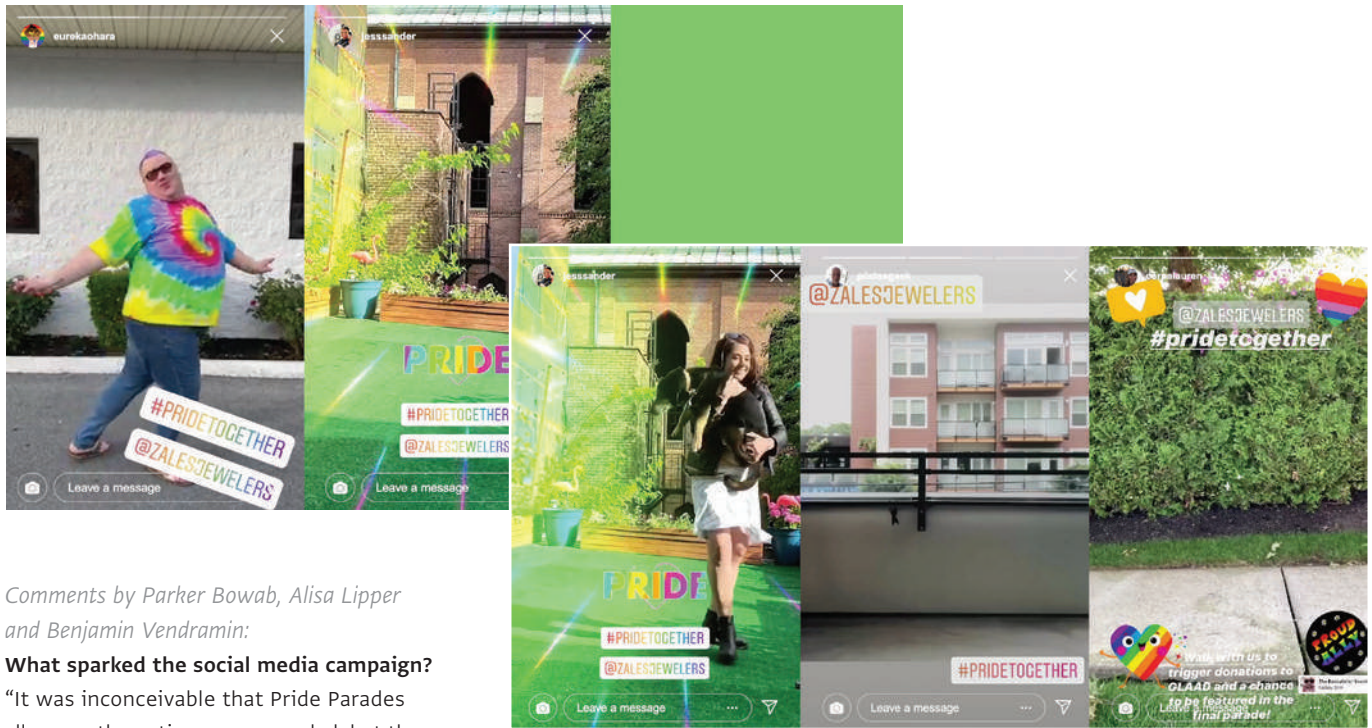 eurekaohara
#PRIDETOGETHER
@ZALESJEWELERS
Leave a message
jesssander
PRIDE
#PRIDETOGETHER
@ZALESJEWELERS
Leave a message
jesssander
PRIDE
#PRIDETOGETHER
@ZALESJEWELERS
Leave a message
@ZALESJEWELERS
#PRIDETOGETHER
Leave a message
@ZALESJEWELERS
#pridetogether
Walk with us to
trigger donations to
GLAAD and a chance
to be featured in the
final parade!
PROUD
ALLY
Comments by Parker Bowab, Alisa Lipper
and Benjamin Vendramin:
What sparked the social media campaign?
“It was inconceivable that Pride Parades